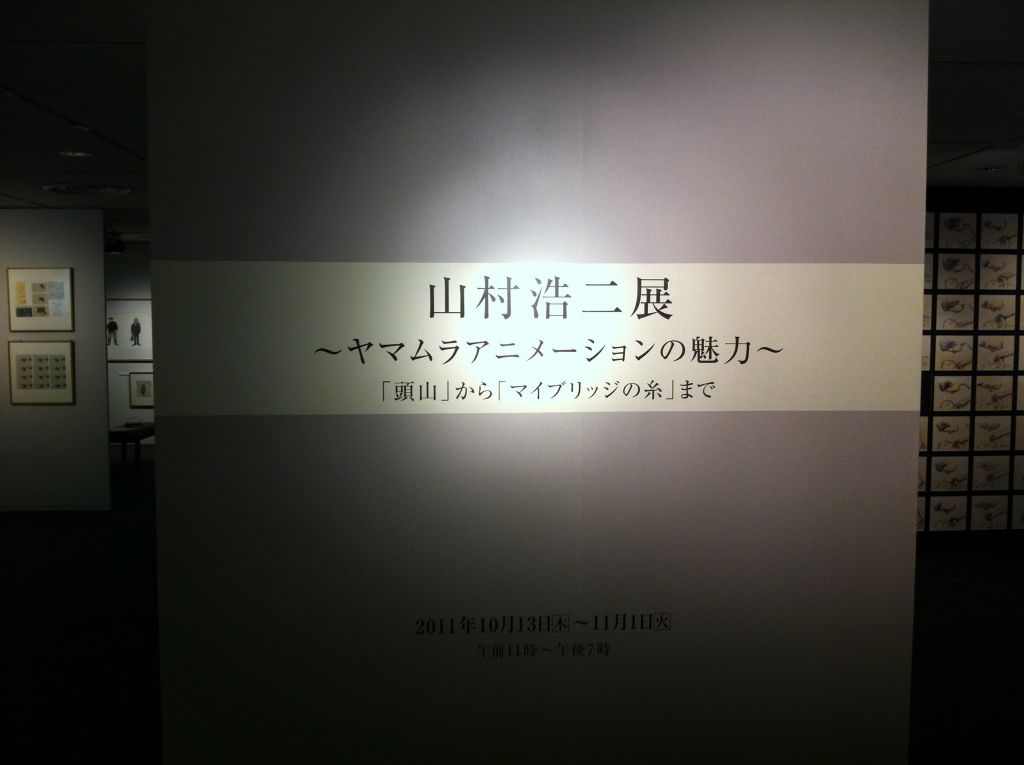 山村浩二展
～ヤマムラアニメーションの魅力～
「頭山」から「マイブリッジの糸」まで
2011年10月13日木～11月1日火
午前11時～午後7時